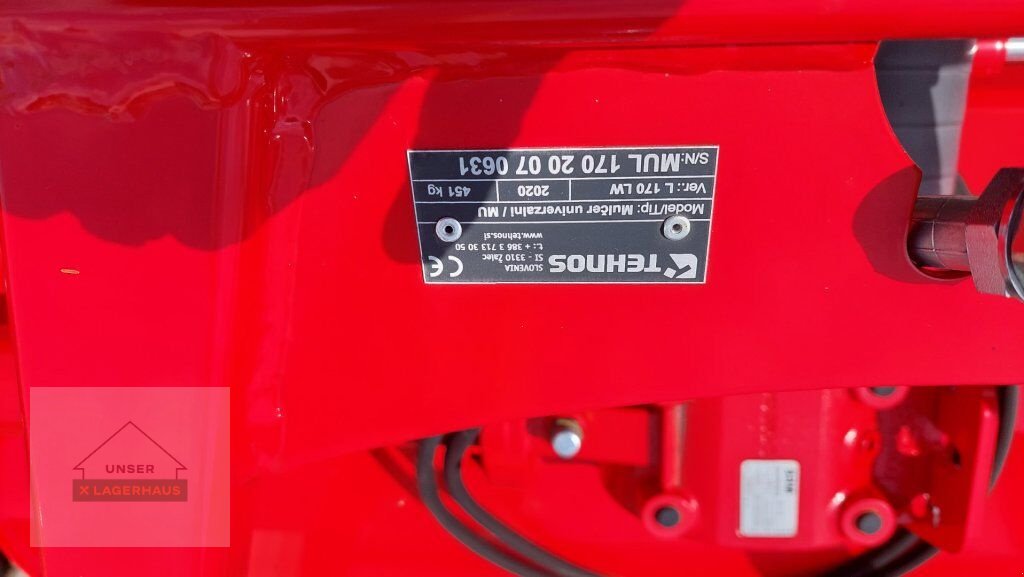 TEHNOS
SLOVENIA
SI - 3310 Žalec
t.: + 386 3 713 30 50
www.tehnos.si
CE
Model/Tip: Mulčer univerzalni / MU
Ver.: L 170 LW 2020 451 kg
S/N: MUL 170 20 07 0631
UNSER
X LAGERHAUS